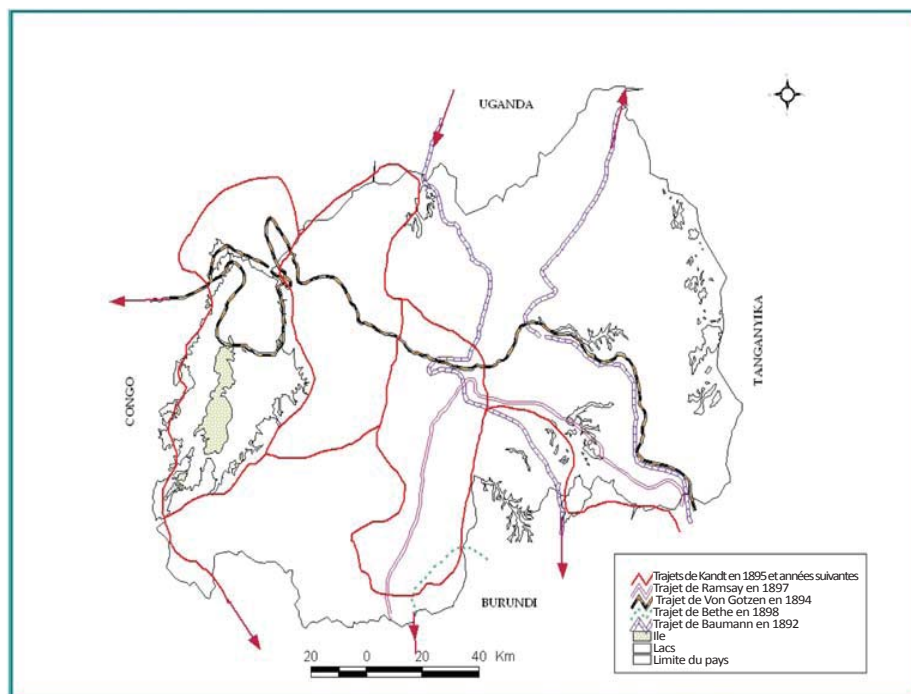 UGANDA
TANGANYIKA
CONGO
BURUNDI
20 0 20 40 Km
Trajets de Kandt en 1895 et années suivantes
Trajet de Ramsay en 1897
Trajet de Von Gotzen en 1894
Trajet de Bethe en 1898
Trajet de Baumann en 1892
Ile
Lacs
Limite du pays